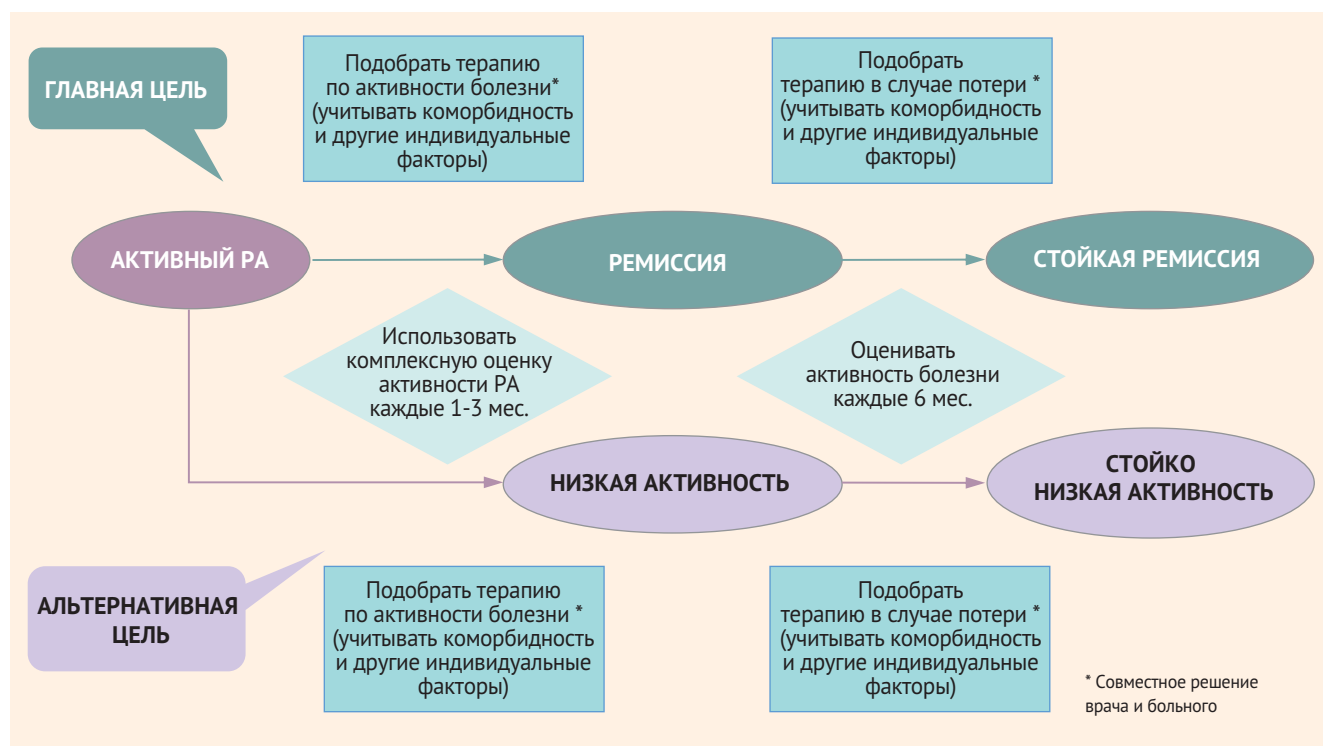 ГЛАВНАЯ ЦЕЛЬ
Подобрать терапию
по активности болезни*
(учитывать коморбидность
и другие индивидуальные
факторы)
Подобрать
терапию в случае потери *
(учитывать коморбидность
и другие индивидуальные
факторы)
АКТИВНЫЙ РА
РЕМИССИЯ
СТОЙКАЯ РЕМИССИЯ
Использовать
комплексную оценку
активности РА
каждые 1-3 мес.
Оценивать
активность болезни
каждые 6 мес.
НИЗКАЯ АКТИВНОСТЬ
СТОЙКО
НИЗКАЯ АКТИВНОСТЬ
АЛЬТЕРНАТИВНАЯ
ЦЕЛЬ
Подобрать терапию
по активности болезни *
(учитывать коморбидность
и другие индивидуальные
факторы)
Подобрать
терапию в случае потери *
(учитывать коморбидность
и другие индивидуальные
факторы)
* Совместное решение
врача и больного